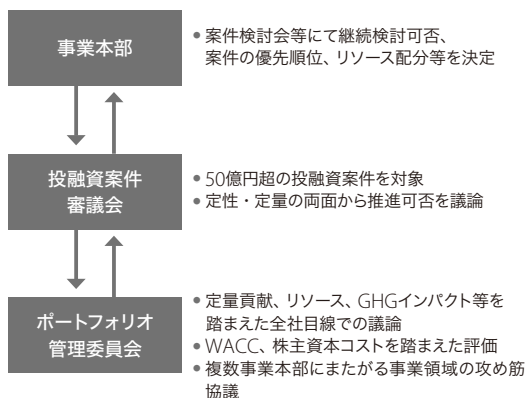 事業本部
• 案件検討会等にて継続検討可否、
案件の優先順位、リソース配分等を決定
投融資案件
審議会
• 50億円超の投融資案件を対象
• 定性・定量の両面から推進可否を議論
ポートフォリオ
管理委員会
• 定量貢献、リソース、GHGインパクト等を
踏まえた全社目線での議論
• WACC、株主資本コストを踏まえた評価
• 複数事業本部にまたがる事業領域の攻め筋
協議